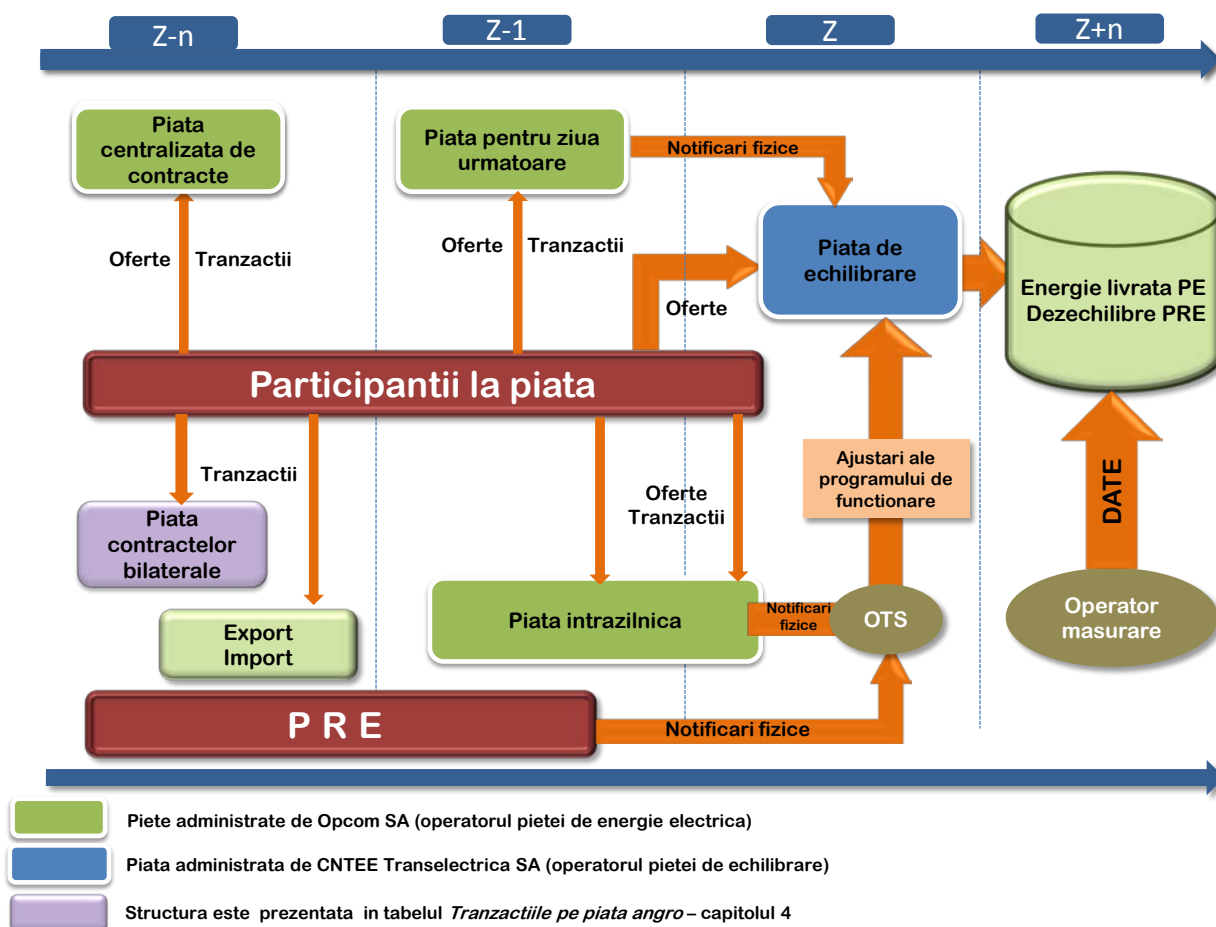 Z-n
Z-1
Z
Z+n
Piata
centralizata de
contracte
Piata pentru ziua
urmatoare
Notificari fizice
Oferte
Tranzactii
Oferte
Tranzactii
Piata de
echilibrare
Oferte
Energie livrata PE
Dezechilibre PRE
Participantii la piata
Tranzactii
Oferte
Tranzactii
Ajustari ale
programului de
functionare
DATE
Piata
contractelor
bilaterale
Piata intrazilnica
Notificari
fizice
OTS
Operator
masurare
Export
Import
P R E
Notificari fizice
Piete administrate de Opcom SA (operatorul pietei de energie electrica)
Piata administrata de CNTEE Transelectrica SA (operatorul pietei de echilibrare)
Structura este prezentata in tabelul Tranzactiile pe piata angro – capitolul 4